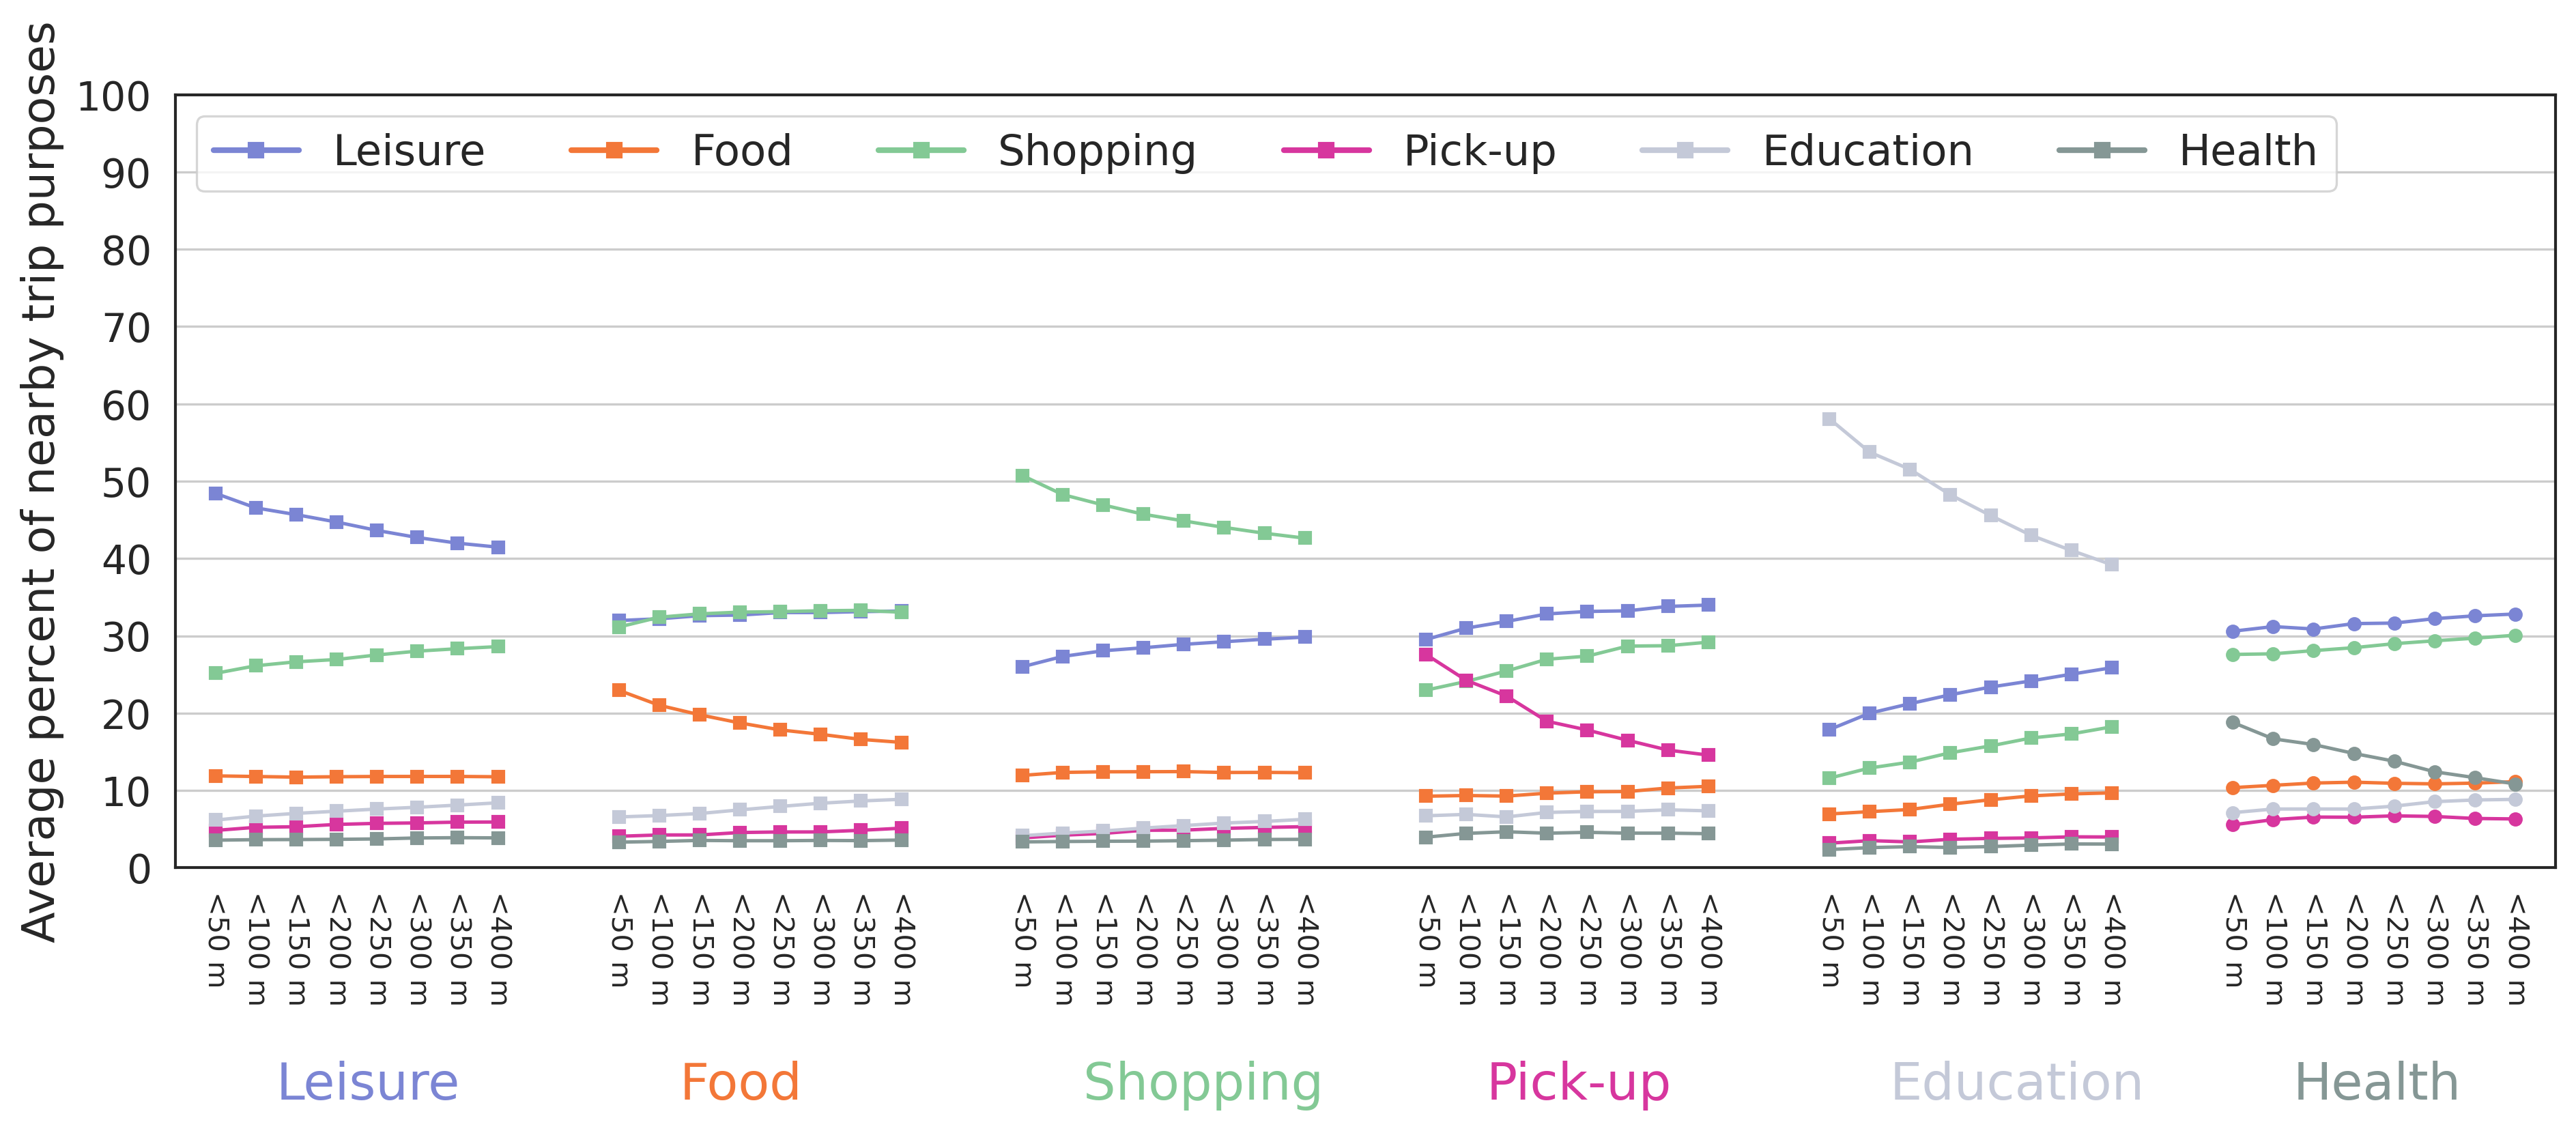 Average percent of nearby trip purposes
100
90
80
70
60
50
40
30
20
10
0
Leisure Food Shopping Pick-up Education Health
<50 m <100 m <150 m <200 m <250 m <300 m <350 m <400 m <50 m <100 m <150 m <200 m <250 m <300 m <350 m <400 m <50 m <100 m <150 m <200 m <250 m <300 m <350 m <400 m <50 m <100 m <150 m <200 m <250 m <300 m <350 m <400 m <50 m <100 m <150 m <200 m <250 m <300 m <350 m <400 m <50 m <100 m <150 m <200 m <250 m <300 m <350 m <400 m
Leisure Food Shopping Pick-up Education Health